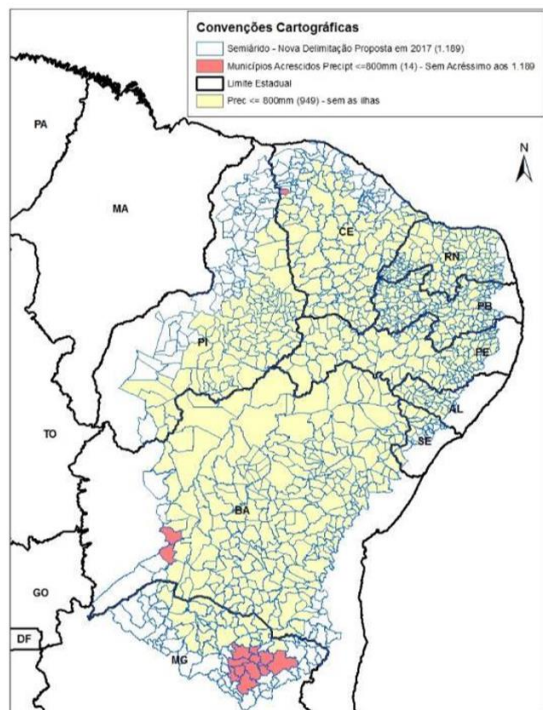 Convenções Cartográficas
Semiárido - Nova Delimitação Proposta em 2017 (1.189)
Municípios Acrescidos Precipt <=800mm (14) - Sem Acréssimo aos 1.189
Limite Estadual
Prec <= 800mm (949) - sem as ilhas
N
PA
MA
CE
RN
PB
PI
PE
AL
SE
TO
BA
GO
DF
MG